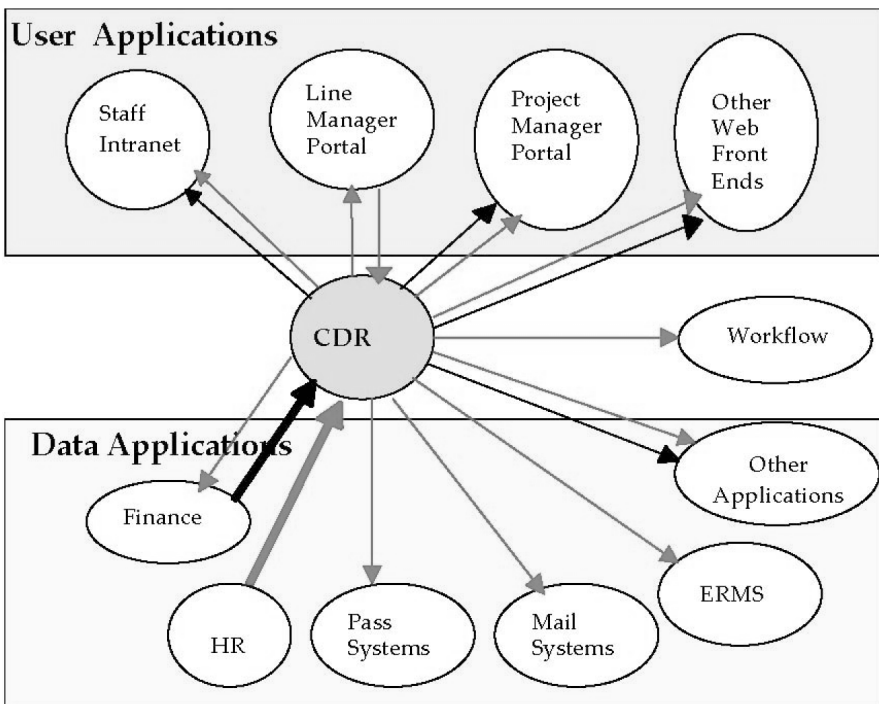 User Applications
Staff
Intranet
Line
Manager
Portal
Project
Manager
Portal
Other
Web
Front
Ends
CDR
Workflow
Data Applications
Other
Applications
Finance
ERMS
HR
Pass
Systems
Mail
Systems